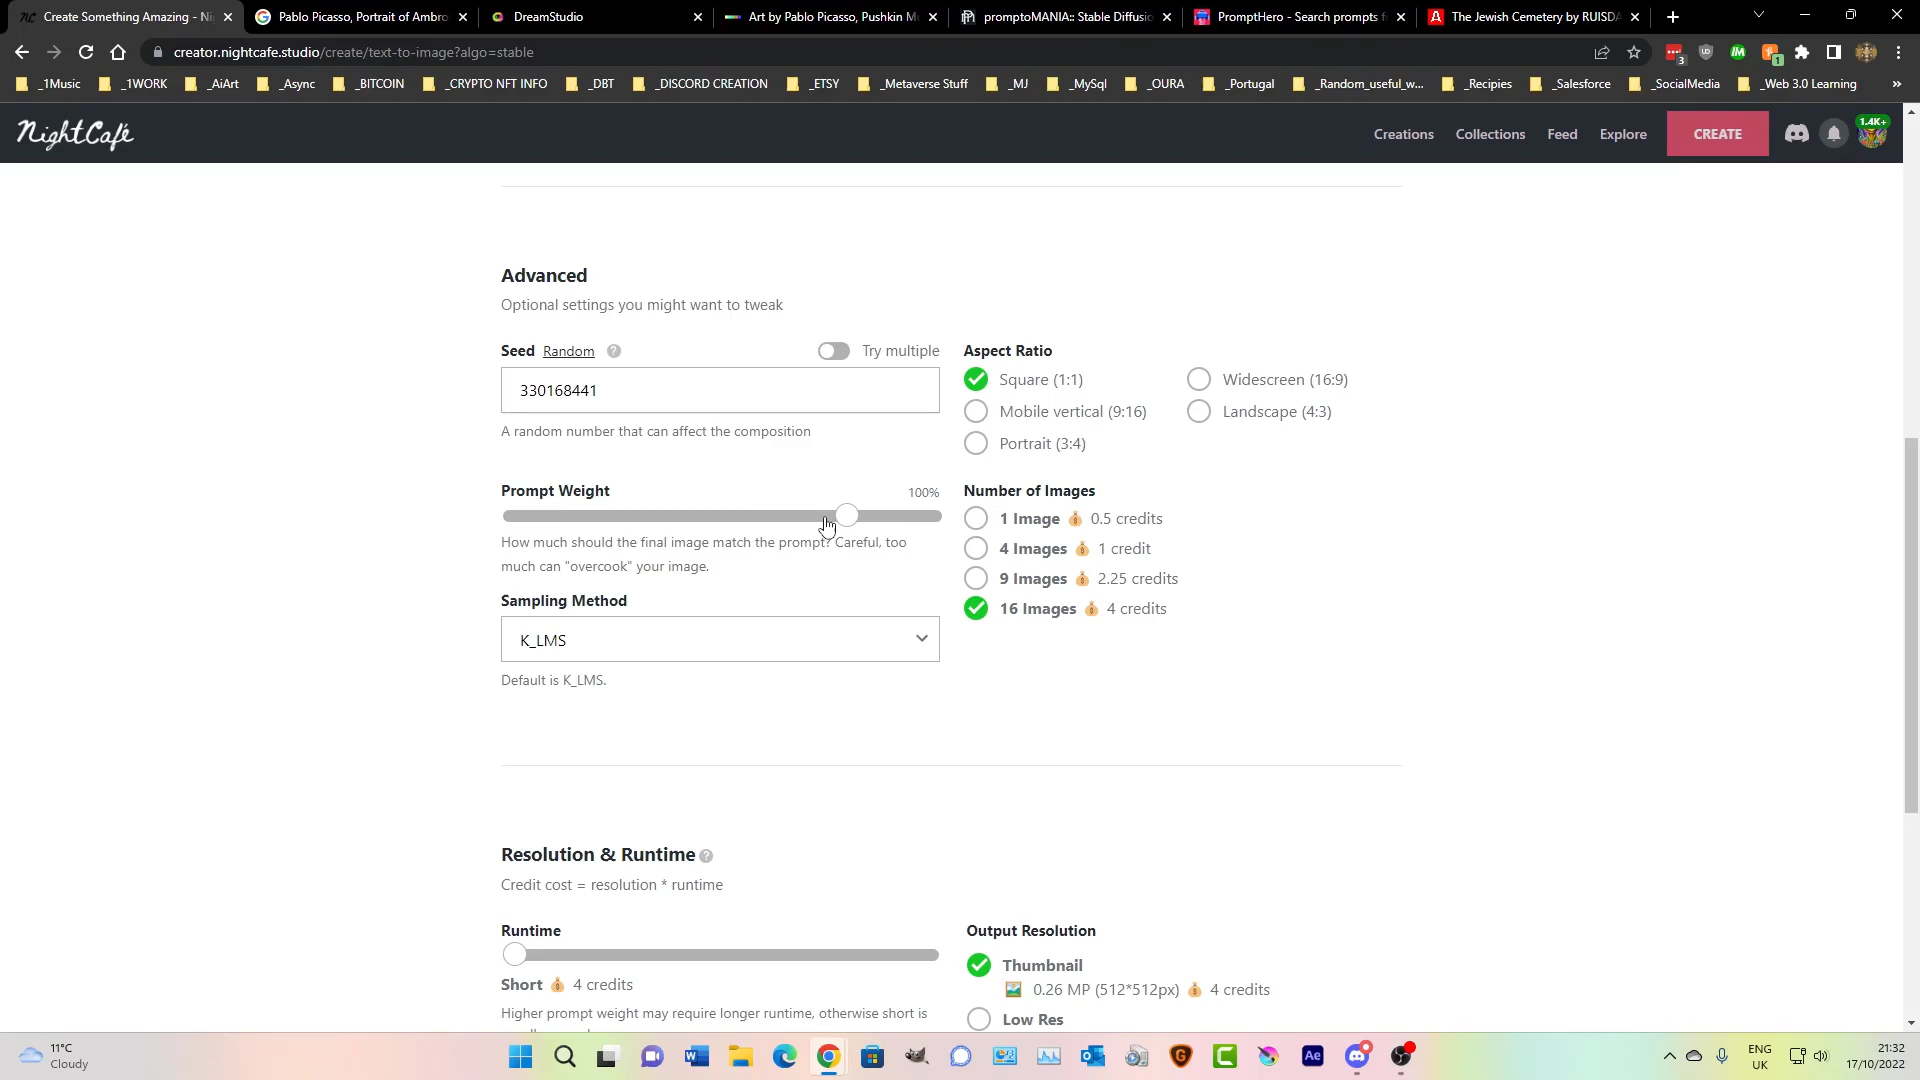 Create Something Amazing - Ni
Pablo Picasso, Portrait of Ambro
DreamStudio
Art by Pablo Picasso, Pushkin M
promptoMANIA:: Stable Diffusio
PromptHero - Search prompts f
The Jewish Cemetery by RUISDA
creator.nightcafe.studio/create/text-to-image?algo=stable
3
1
_1Music
_1WORK
_AiArt
_Async
_BITCOIN
_CRYPTO NFT INFO
_DBT
_DISCORD CREATION
_ETSY
_Metaverse Stuff
_MJ
_MySql
_OURA
_Portugal
_Random_useful_w...
_Recipies
_Salesforce
_SocialMedia
_Web 3.0 Learning
»
NightCafé
Creations
Collections
Feed
Explore
CREATE
1.4K+
Advanced
Optional settings you might want to tweak
Seed Random ?
Try multiple
330168441
A random number that can affect the composition
Aspect Ratio
Square (1:1)
Widescreen (16:9)
Mobile vertical (9:16)
Landscape (4:3)
Portrait (3:4)
Prompt Weight
100%
How much should the final image match the prompt? Careful, too
much can "overcook" your image.
Number of Images
1 Image 0.5 credits
4 Images 1 credit
9 Images 2.25 credits
16 Images 4 credits
Sampling Method
K_LMS
Default is K_LMS.
Resolution & Runtime ?
Credit cost = resolution * runtime
Runtime
Short 4 credits
Higher prompt weight may require longer runtime, otherwise short is
Output Resolution
Thumbnail
0.26 MP (512*512px) 4 credits
Low Res
11°C
Cloudy
ENG
UK
21:32
17/10/2022